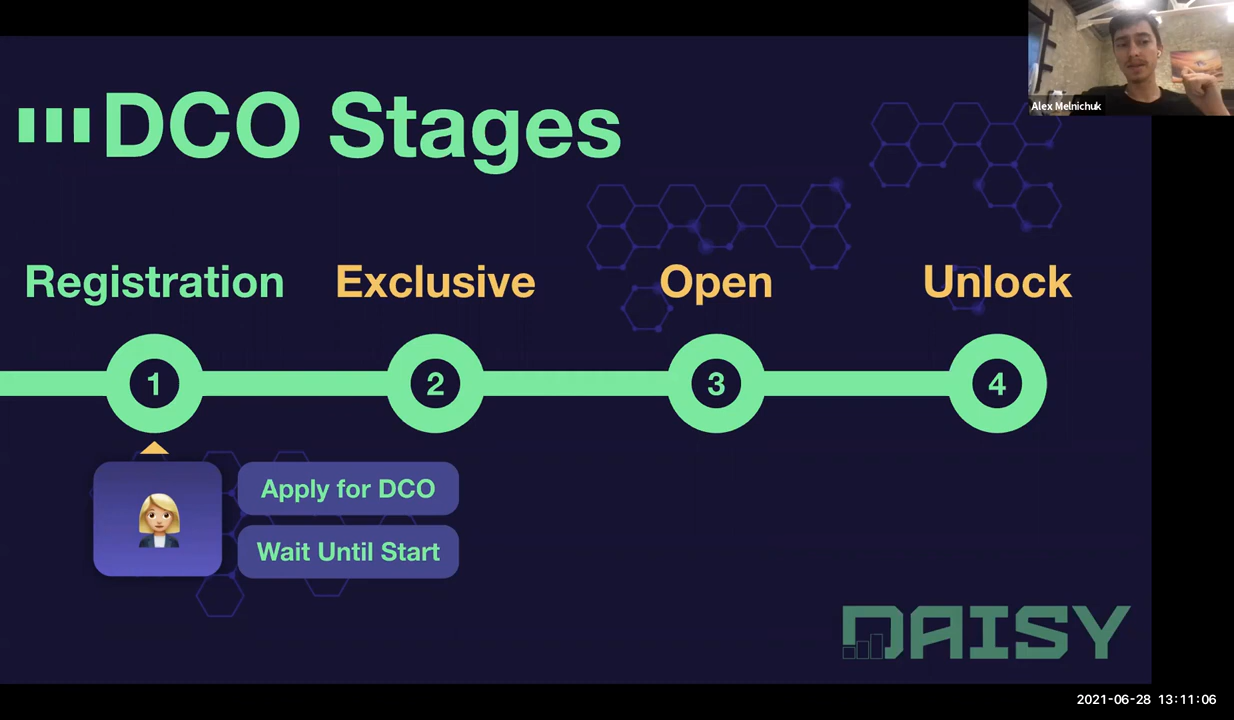 DCO Stages
Alex Melnichuk
Registration Exclusive Open Unlock
1 2 3 4
Apply for DCO
Wait Until Start
DAISY
2021-06-28 13:11:06